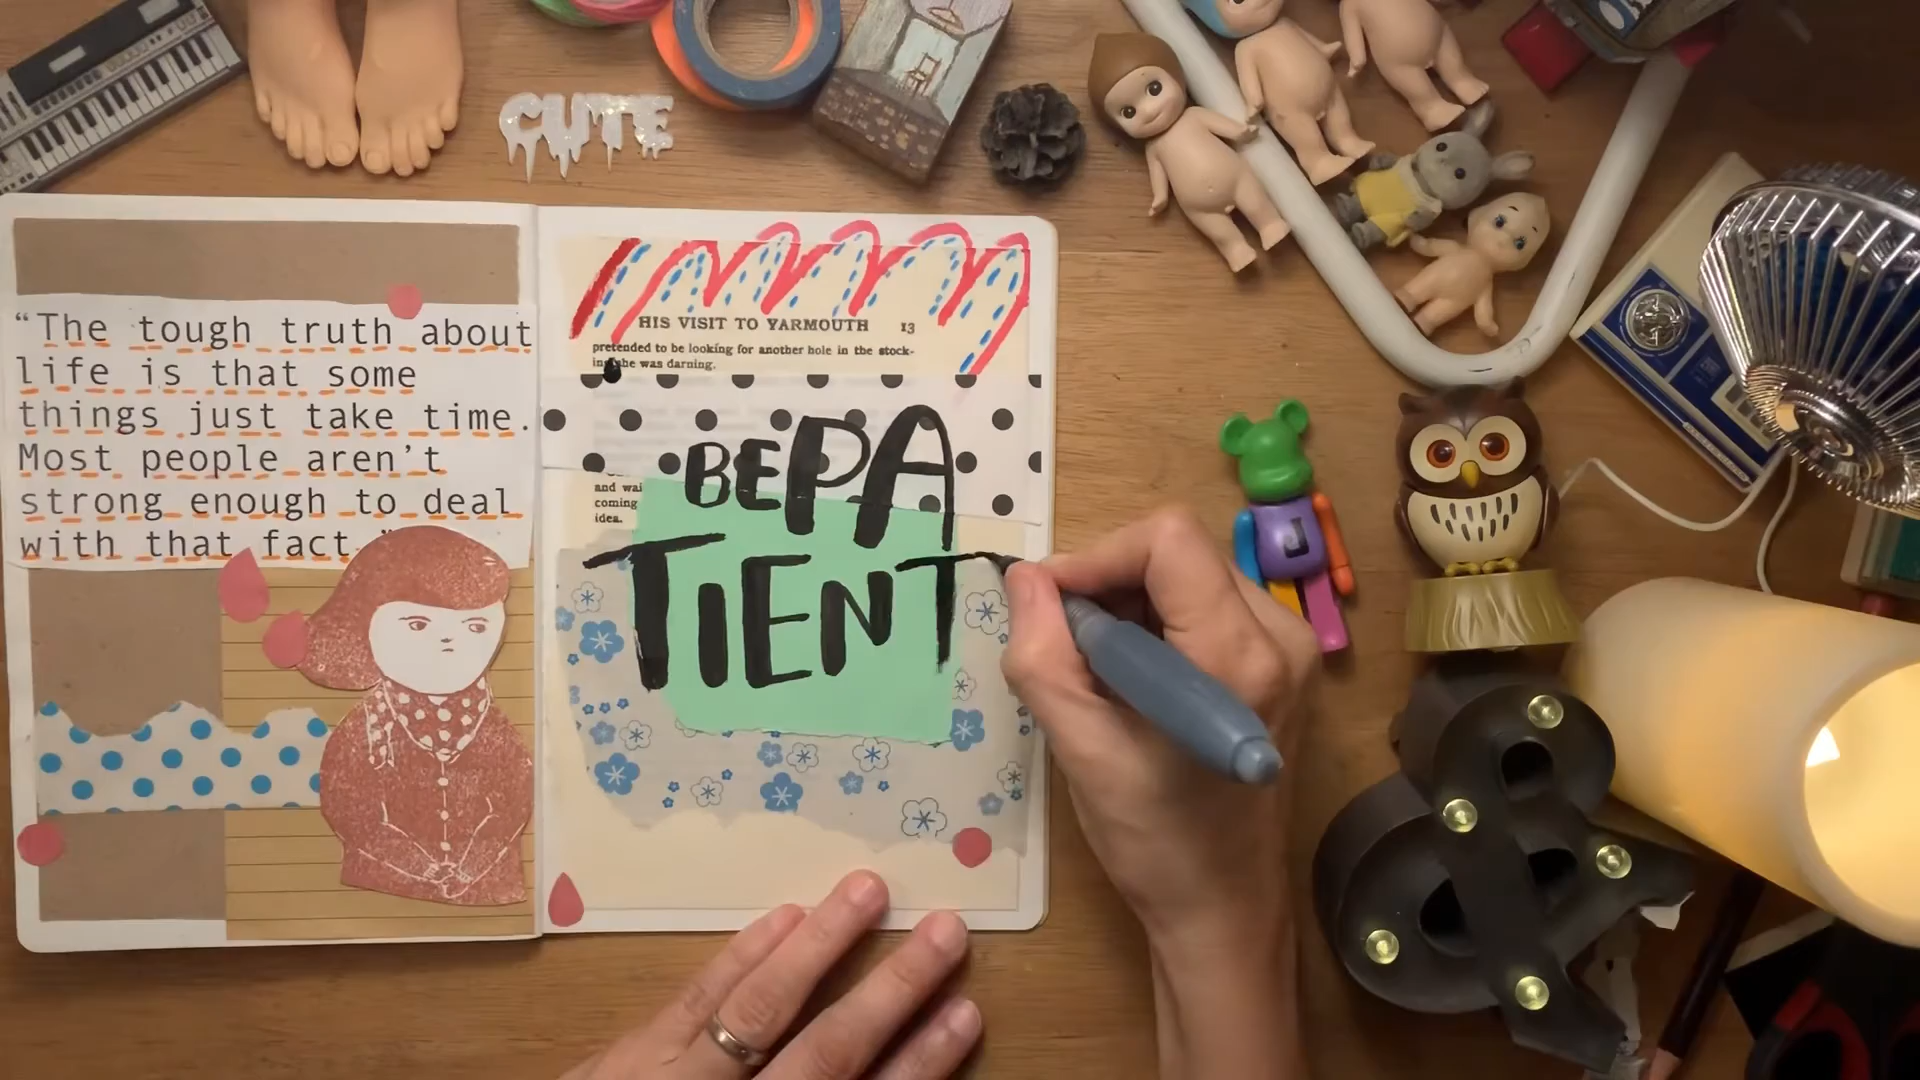 CUTE
“The tough truth about
life is that some
things just take time.
Most people aren’t
strong enough to deal
with that fact.”
HIS VISIT TO YARMOUTH 13
pretended to be looking for another hole in the stock-
ing she was darning.
and wai
coming
idea.
BE PA
TIENT
J